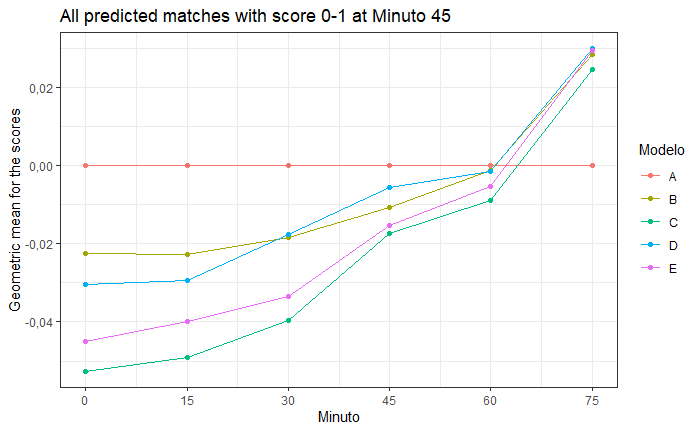 All predicted matches with score 0-1 at Minuto 45
Geometric mean for the scores
0,02
0,00
-0,02
-0,04
0 15 30 45 60 75
Minuto
Modelo
A
B
C
D
E